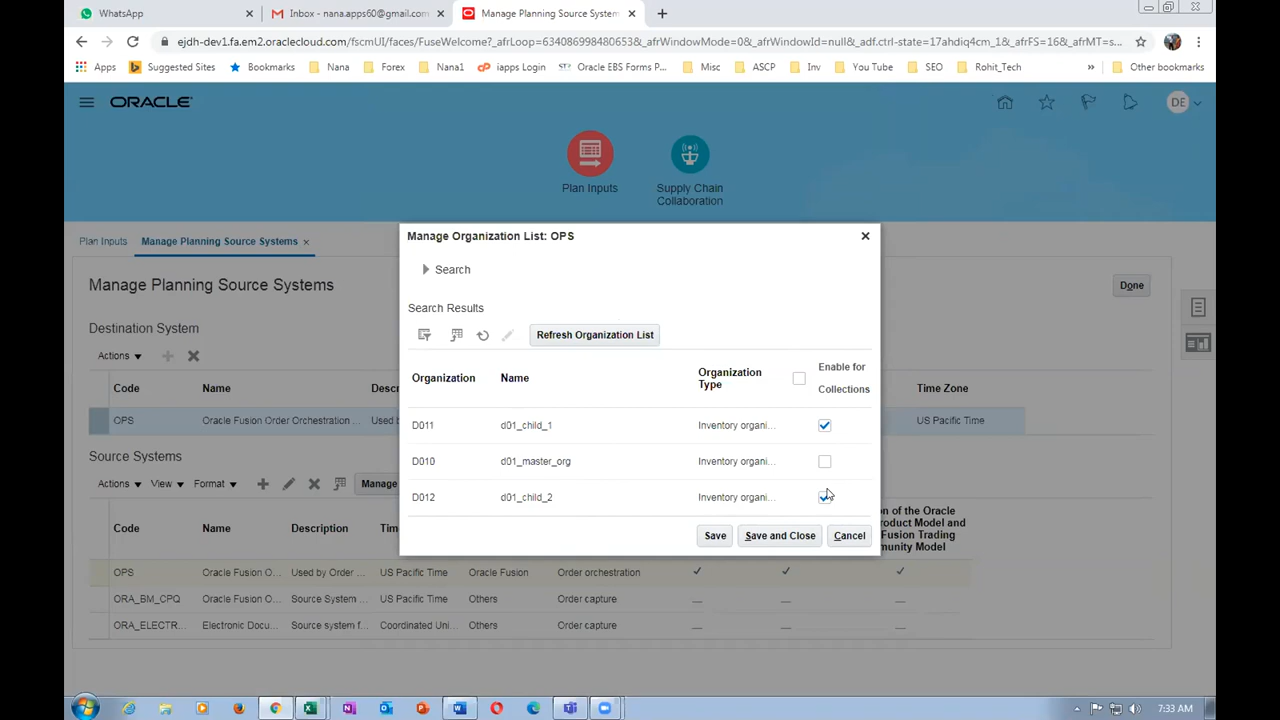 WhatsApp
Inbox - nana.apps60@gmail.com
Manage Planning Source System
ejdh-dev1.fa.em2.oraclecloud.com/fscmUI/faces/FuseWelcome?_afrLoop=63408699848065​3&_afrWindowMode=0&_afrWindowId=null&_adf.ctrl-state=17ahdiq4cm_1&_afrFS=16&_afrMT=s...
Apps Suggested Sites Bookmarks Nana Forex Nana1 iapps Login Oracle EBS Forms P... Misc ASCP Inv You Tube SEO Rohit_Tech » Other bookmarks
ORACLE
DE
Plan Inputs
Supply Chain
Collaboration
Plan Inputs
Manage Planning Source Systems
Manage Planning Source Systems
Done
Destination System
Actions
Code Name Descr Time Zone
OPS Oracle Fusion Order Orchestration ... Used b US Pacific Time
Source Systems
Actions View Format Manage
Code Name Description
n of the Oracle
roduct Model and
Fusion Trading
munity Model
OPS Oracle Fusion O... Used by Order ... US Pacific Time Oracle Fusion Order orchestration
ORA_BM_CPQ Oracle Fusion O... Source System ... US Pacific Time Others Order capture
ORA_ELECTR... Electronic Docu... Source system f... Coordinated Uni... Others Order capture
Manage Organization List: OPS
Search
Search Results
Refresh Organization List
Organization Name
Organization
Type
Enable for
Collections
D011 d01_child_1 Inventory organi...
D010 d01_master_org Inventory organi...
D012 d01_child_2 Inventory organi...
Save Save and Close Cancel
7:33 AM